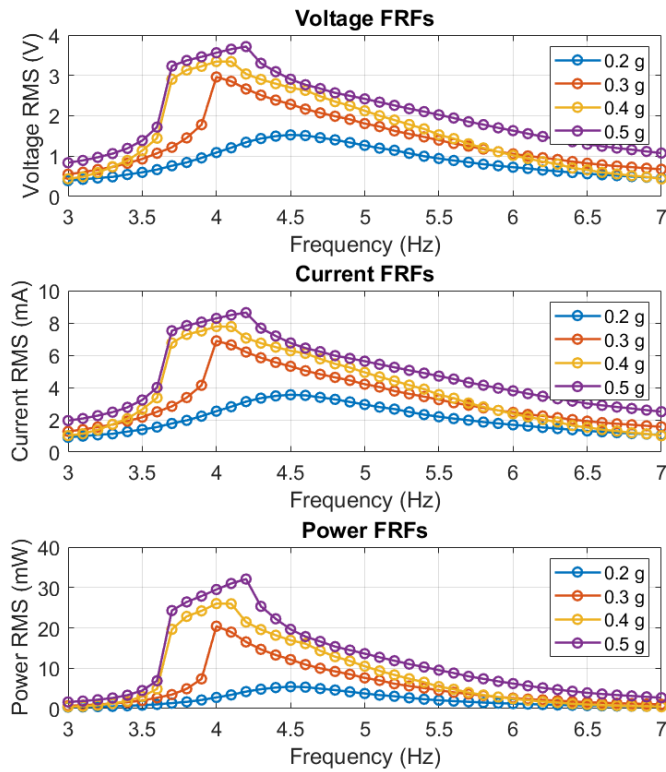 Voltage FRFs
Voltage RMS (V)
4
3
2
1
0
0.2 g
0.3 g
0.4 g
0.5 g
3 3.5 4 4.5 5 5.5 6 6.5 7
Frequency (Hz)
Current FRFs
Current RMS (mA)
10
8
6
4
2
0
0.2 g
0.3 g
0.4 g
0.5 g
3 3.5 4 4.5 5 5.5 6 6.5 7
Frequency (Hz)
Power FRFs
Power RMS (mW)
40
30
20
10
0
0.2 g
0.3 g
0.4 g
0.5 g
3 3.5 4 4.5 5 5.5 6 6.5 7
Frequency (Hz)